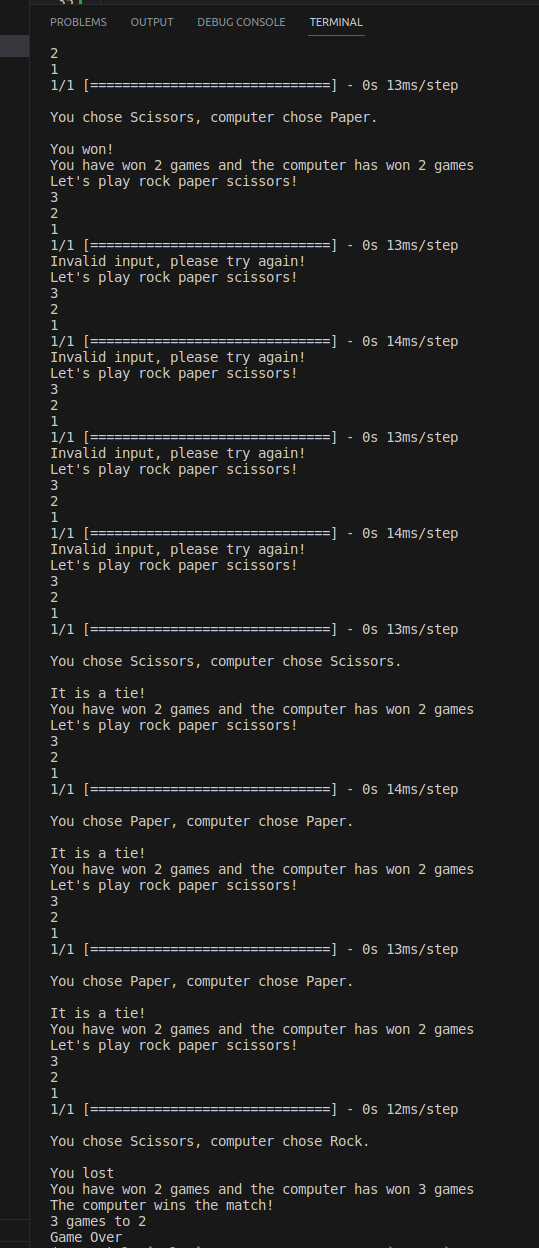 PROBLEMS OUTPUT DEBUG CONSOLE TERMINAL
2
1
1/1 [==============================] - 0s 13ms/step
You chose Scissors, computer chose Paper.
You won!
You have won 2 games and the computer has won 2 games
Let's play rock paper scissors!
3
2
1
1/1 [==============================] - 0s 13ms/step
Invalid input, please try again!
Let's play rock paper scissors!
3
2
1
1/1 [==============================] - 0s 14ms/step
Invalid input, please try again!
Let's play rock paper scissors!
3
2
1
1/1 [==============================] - 0s 13ms/step
Invalid input, please try again!
Let's play rock paper scissors!
3
2
1
1/1 [==============================] - 0s 14ms/step
Invalid input, please try again!
Let's play rock paper scissors!
3
2
1
1/1 [==============================] - 0s 13ms/step
You chose Scissors, computer chose Scissors.
It is a tie!
You have won 2 games and the computer has won 2 games
Let's play rock paper scissors!
3
2
1
1/1 [==============================] - 0s 14ms/step
You chose Paper, computer chose Paper.
It is a tie!
You have won 2 games and the computer has won 2 games
Let's play rock paper scissors!
3
2
1
1/1 [==============================] - 0s 13ms/step
You chose Paper, computer chose Paper.
It is a tie!
You have won 2 games and the computer has won 2 games
Let's play rock paper scissors!
3
2
1
1/1 [==============================] - 0s 12ms/step
You chose Scissors, computer chose Rock.
You lost
You have won 2 games and the computer has won 3 games
The computer wins the match!
3 games to 2
Game Over